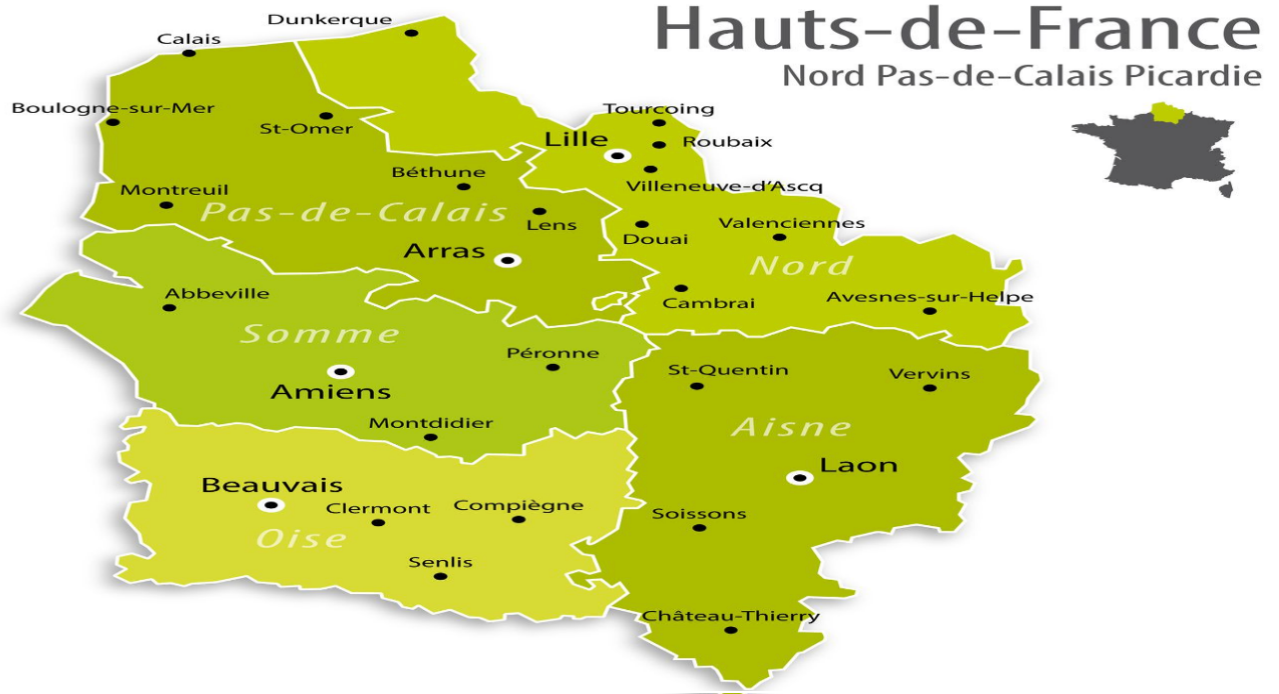 Hauts-de-France
Nord Pas-de-Calais Picardie
Dunkerque
Calais
Boulogne-sur-Mer
St-Omer
Tourcoing
Lille
Roubaix
Béthune
Villeneuve-d'Ascq
Montreuil
Pas-de-Calais
Lens
Douai
Valenciennes
Arras
Nord
Abbeville
Cambrai
Avesnes-sur-Helpe
Somme
Péronne
St-Quentin
Vervins
Amiens
Montdidier
Aisne
Laon
Beauvais
Clermont
Compiègne
Soissons
Oise
Senlis
Château-Thierry